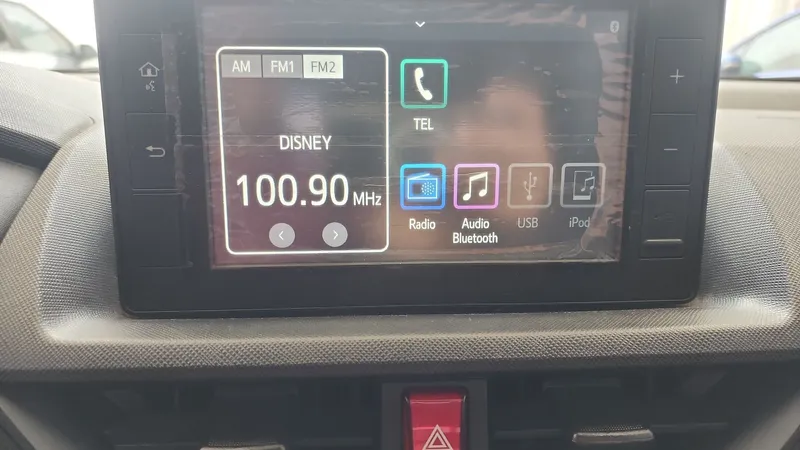 AM FM1 FM2
DISNEY
100.90 MHz
TEL
Radio
Audio
Bluetooth
USB
iPod